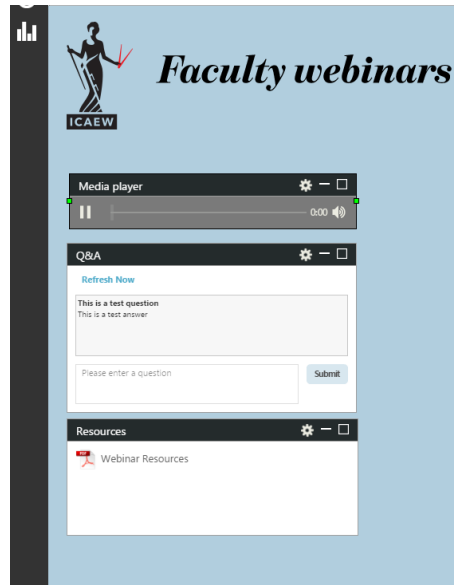 Faculty webinars
ICAEW
Media player
0:00
Q&A
Refresh Now
This is a test question
This is a test answer
Please enter a question
Submit
Resources
PDF
Webinar Resources